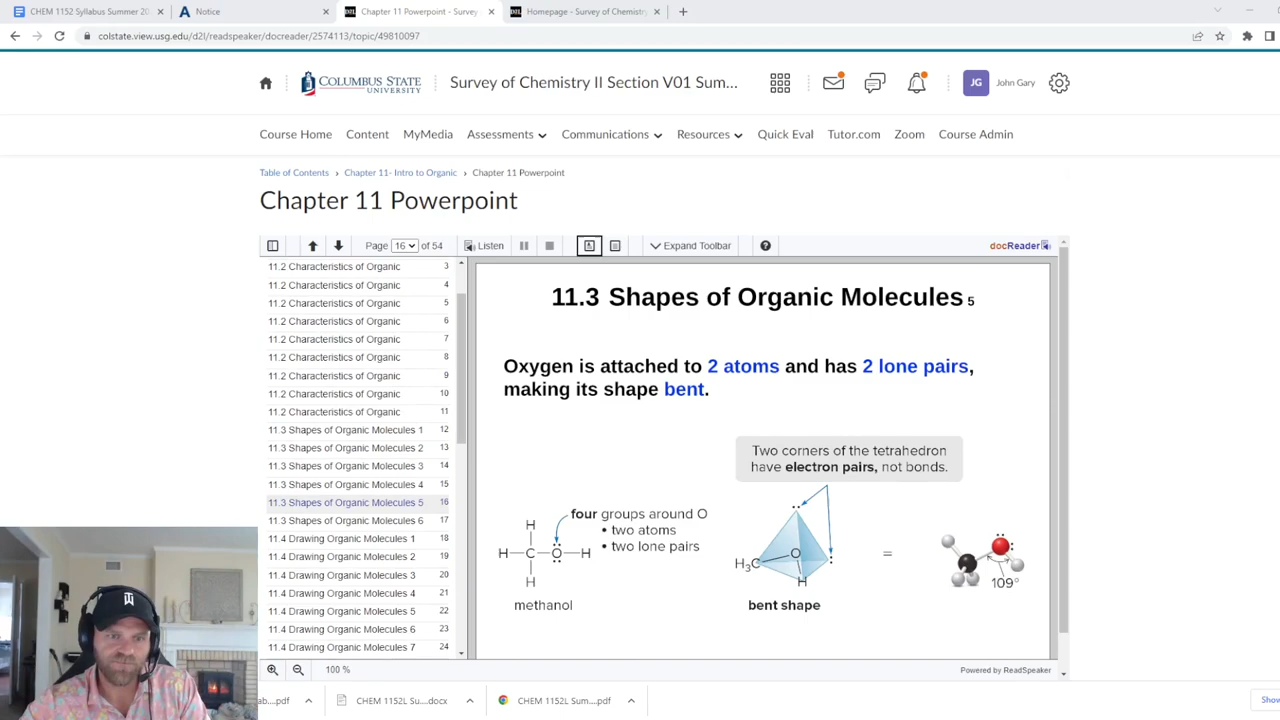 CHEM 1152 Syllabus Summer 20
Notice
Chapter 11 Powerpoint - Survey
Homepage - Survey of Chemistry
colstate.view.usg.edu/d2l/readspeaker/docreader/2574113/topic/49810097
COLUMBUS STATE UNIVERSITY
Survey of Chemistry II Section V01 Sum...
JG John Gary
Course Home Content MyMedia Assessments Communications Resources Quick Eval Tutor.com Zoom Course Admin
Table of Contents › Chapter 11- Intro to Organic › Chapter 11 Powerpoint
Chapter 11 Powerpoint
Page 16 of 54 Listen Expand Toolbar docReader
11.2 Characteristics of Organic 3
11.2 Characteristics of Organic 4
11.2 Characteristics of Organic 5
11.2 Characteristics of Organic 6
11.2 Characteristics of Organic 7
11.2 Characteristics of Organic 8
11.2 Characteristics of Organic 9
11.2 Characteristics of Organic 10
11.2 Characteristics of Organic 11
11.3 Shapes of Organic Molecules 1 12
11.3 Shapes of Organic Molecules 2 13
11.3 Shapes of Organic Molecules 3 14
11.3 Shapes of Organic Molecules 4 15
11.3 Shapes of Organic Molecules 5 16
11.3 Shapes of Organic Molecules 6 17
11.4 Drawing Organic Molecules 1 18
11.4 Drawing Organic Molecules 2 19
11.4 Drawing Organic Molecules 3 20
11.4 Drawing Organic Molecules 4 21
11.4 Drawing Organic Molecules 5 22
11.4 Drawing Organic Molecules 6 23
11.4 Drawing Organic Molecules 7 24
11.3 Shapes of Organic Molecules 5
Oxygen is attached to 2 atoms and has 2 lone pairs,
making its shape bent.
Two corners of the tetrahedron
have electron pairs, not bonds.
four groups around O
• two atoms
• two lone pairs
H
H—C—O—H
H
methanol
O
H₃C
H
bent shape
=
109°
100 %
Powered by ReadSpeaker
ab....pdf
CHEM 1152L Su....docx
CHEM 1152L Sum....pdf
Show